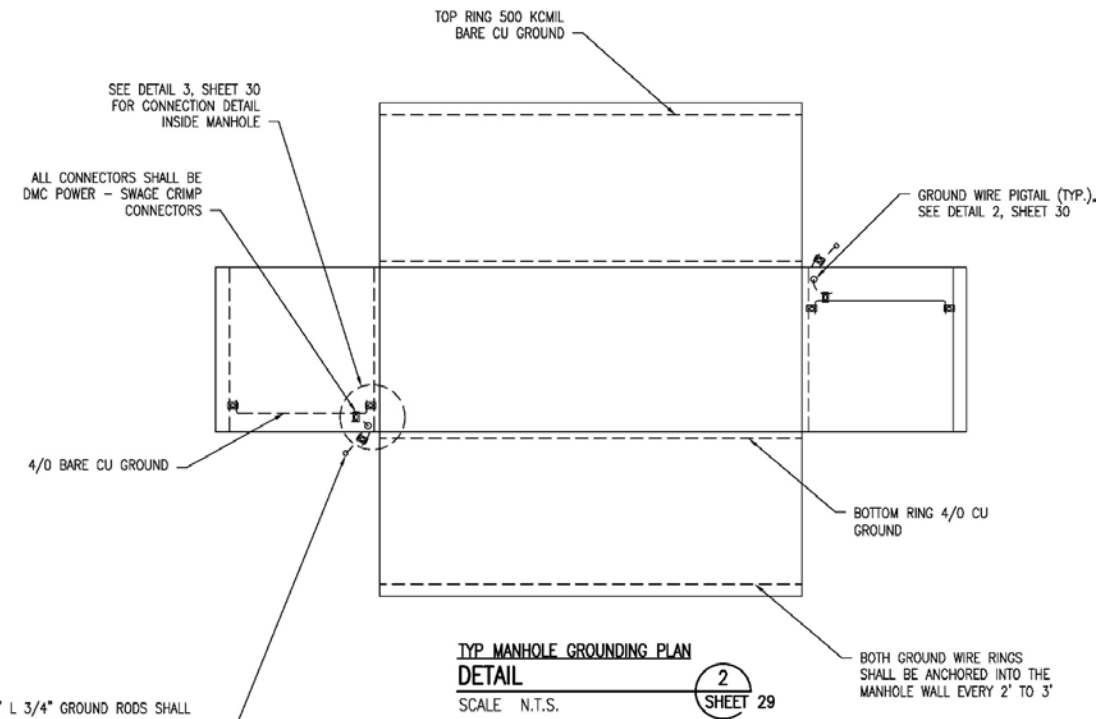 TOP RING 500 KCMIL
BARE CU GROUND
SEE DETAIL 3, SHEET 30
FOR CONNECTION DETAIL
INSIDE MANHOLE
ALL CONNECTORS SHALL BE
DMC POWER – SWAGE CRIMP
CONNECTORS
GROUND WIRE PIGTAIL (TYP.).
SEE DETAIL 2, SHEET 30
4/0 BARE CU GROUND
BOTTOM RING 4/0 CU
GROUND
BOTH GROUND WIRE RINGS
SHALL BE ANCHORED INTO THE
MANHOLE WALL EVERY 2' TO 3'
TYP MANHOLE GROUNDING PLAN
DETAIL
2
SHEET 29
SCALE N.T.S.
' L 3/4" GROUND RODS SHALL